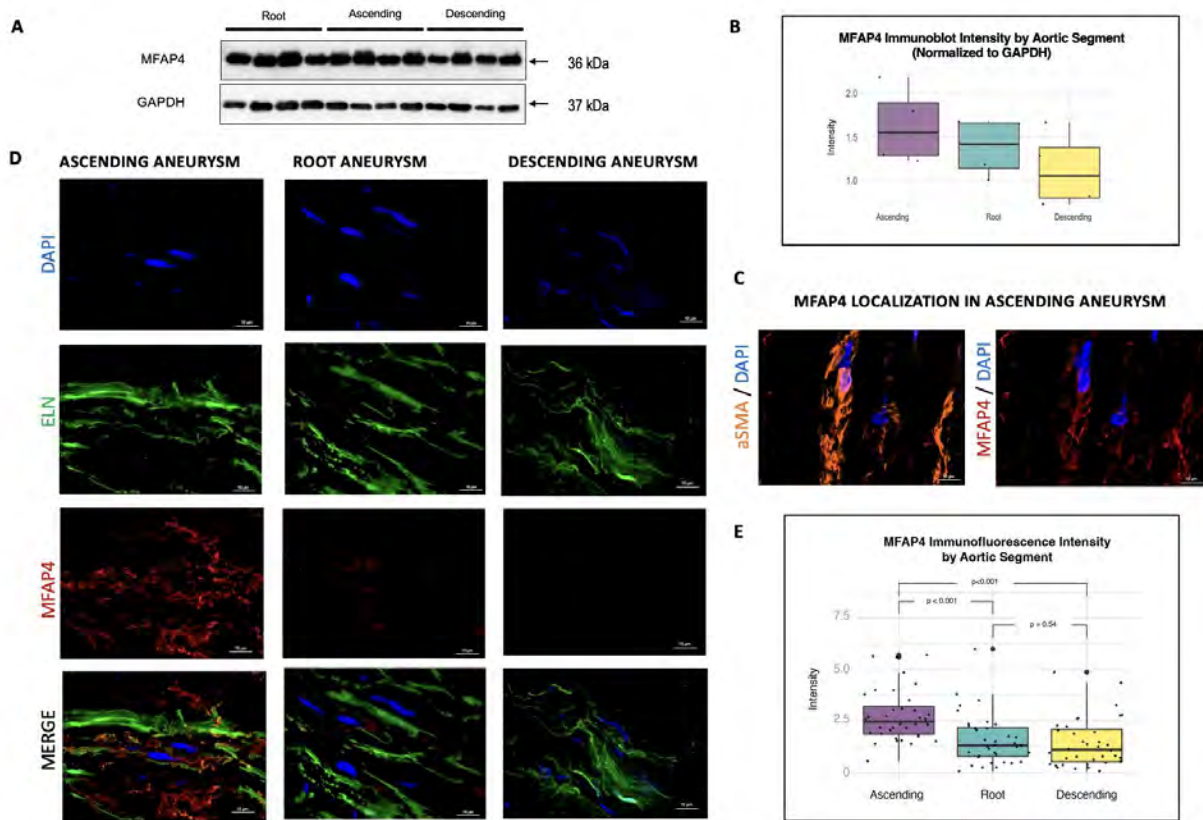 A
Root
Ascending
Descending
MFAP4
36 kDa
GAPDH
37 kDa
B
MFAP4 Immunoblot Intensity by Aortic Segment
(Normalized to GAPDH)
Intensity
2.0
1.5
1.0
Ascending
Root
Descending
C
MFAP4 LOCALIZATION IN ASCENDING ANEURYSM
aSMA / DAPI
MFAP4 / DAPI
D
ASCENDING ANEURYSM
ROOT ANEURYSM
DESCENDING ANEURYSM
DAPI
ELN
MFAP4
MERGE
E
MFAP4 Immunofluorescence Intensity
by Aortic Segment
p<0.001
p < 0.001
p = 0.54
Intensity
7.5
5.0
2.5
0
Ascending
Root
Descending